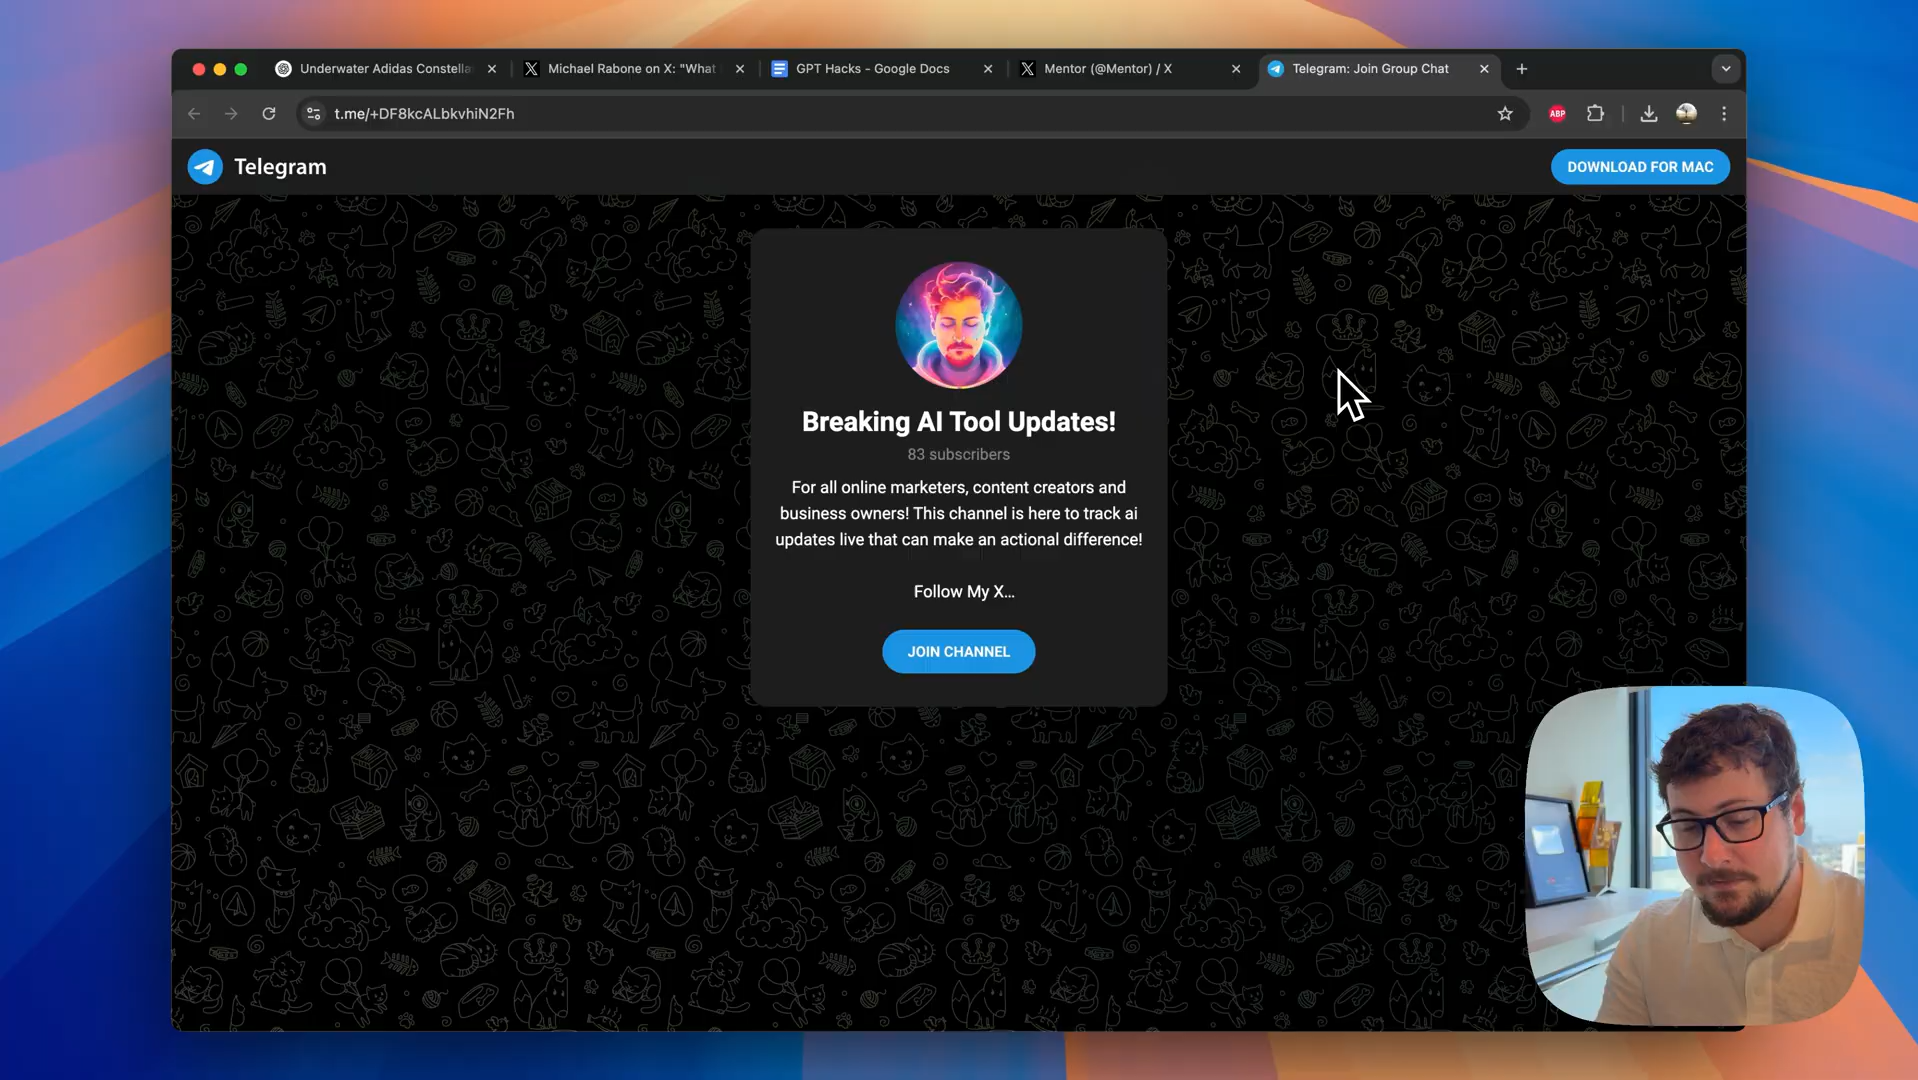 Underwater Adidas Constella
Michael Rabone on X: "What
GPT Hacks - Google Docs
Mentor (@Mentor) / X
Telegram: Join Group Chat
t.me/+DF8kcALbkvhiN2Fh
ABP
Telegram
DOWNLOAD FOR MAC
Breaking AI Tool Updates!
83 subscribers
For all online marketers, content creators and
business owners! This channel is here to track ai
updates live that can make an actional difference!
Follow My X...
JOIN CHANNEL